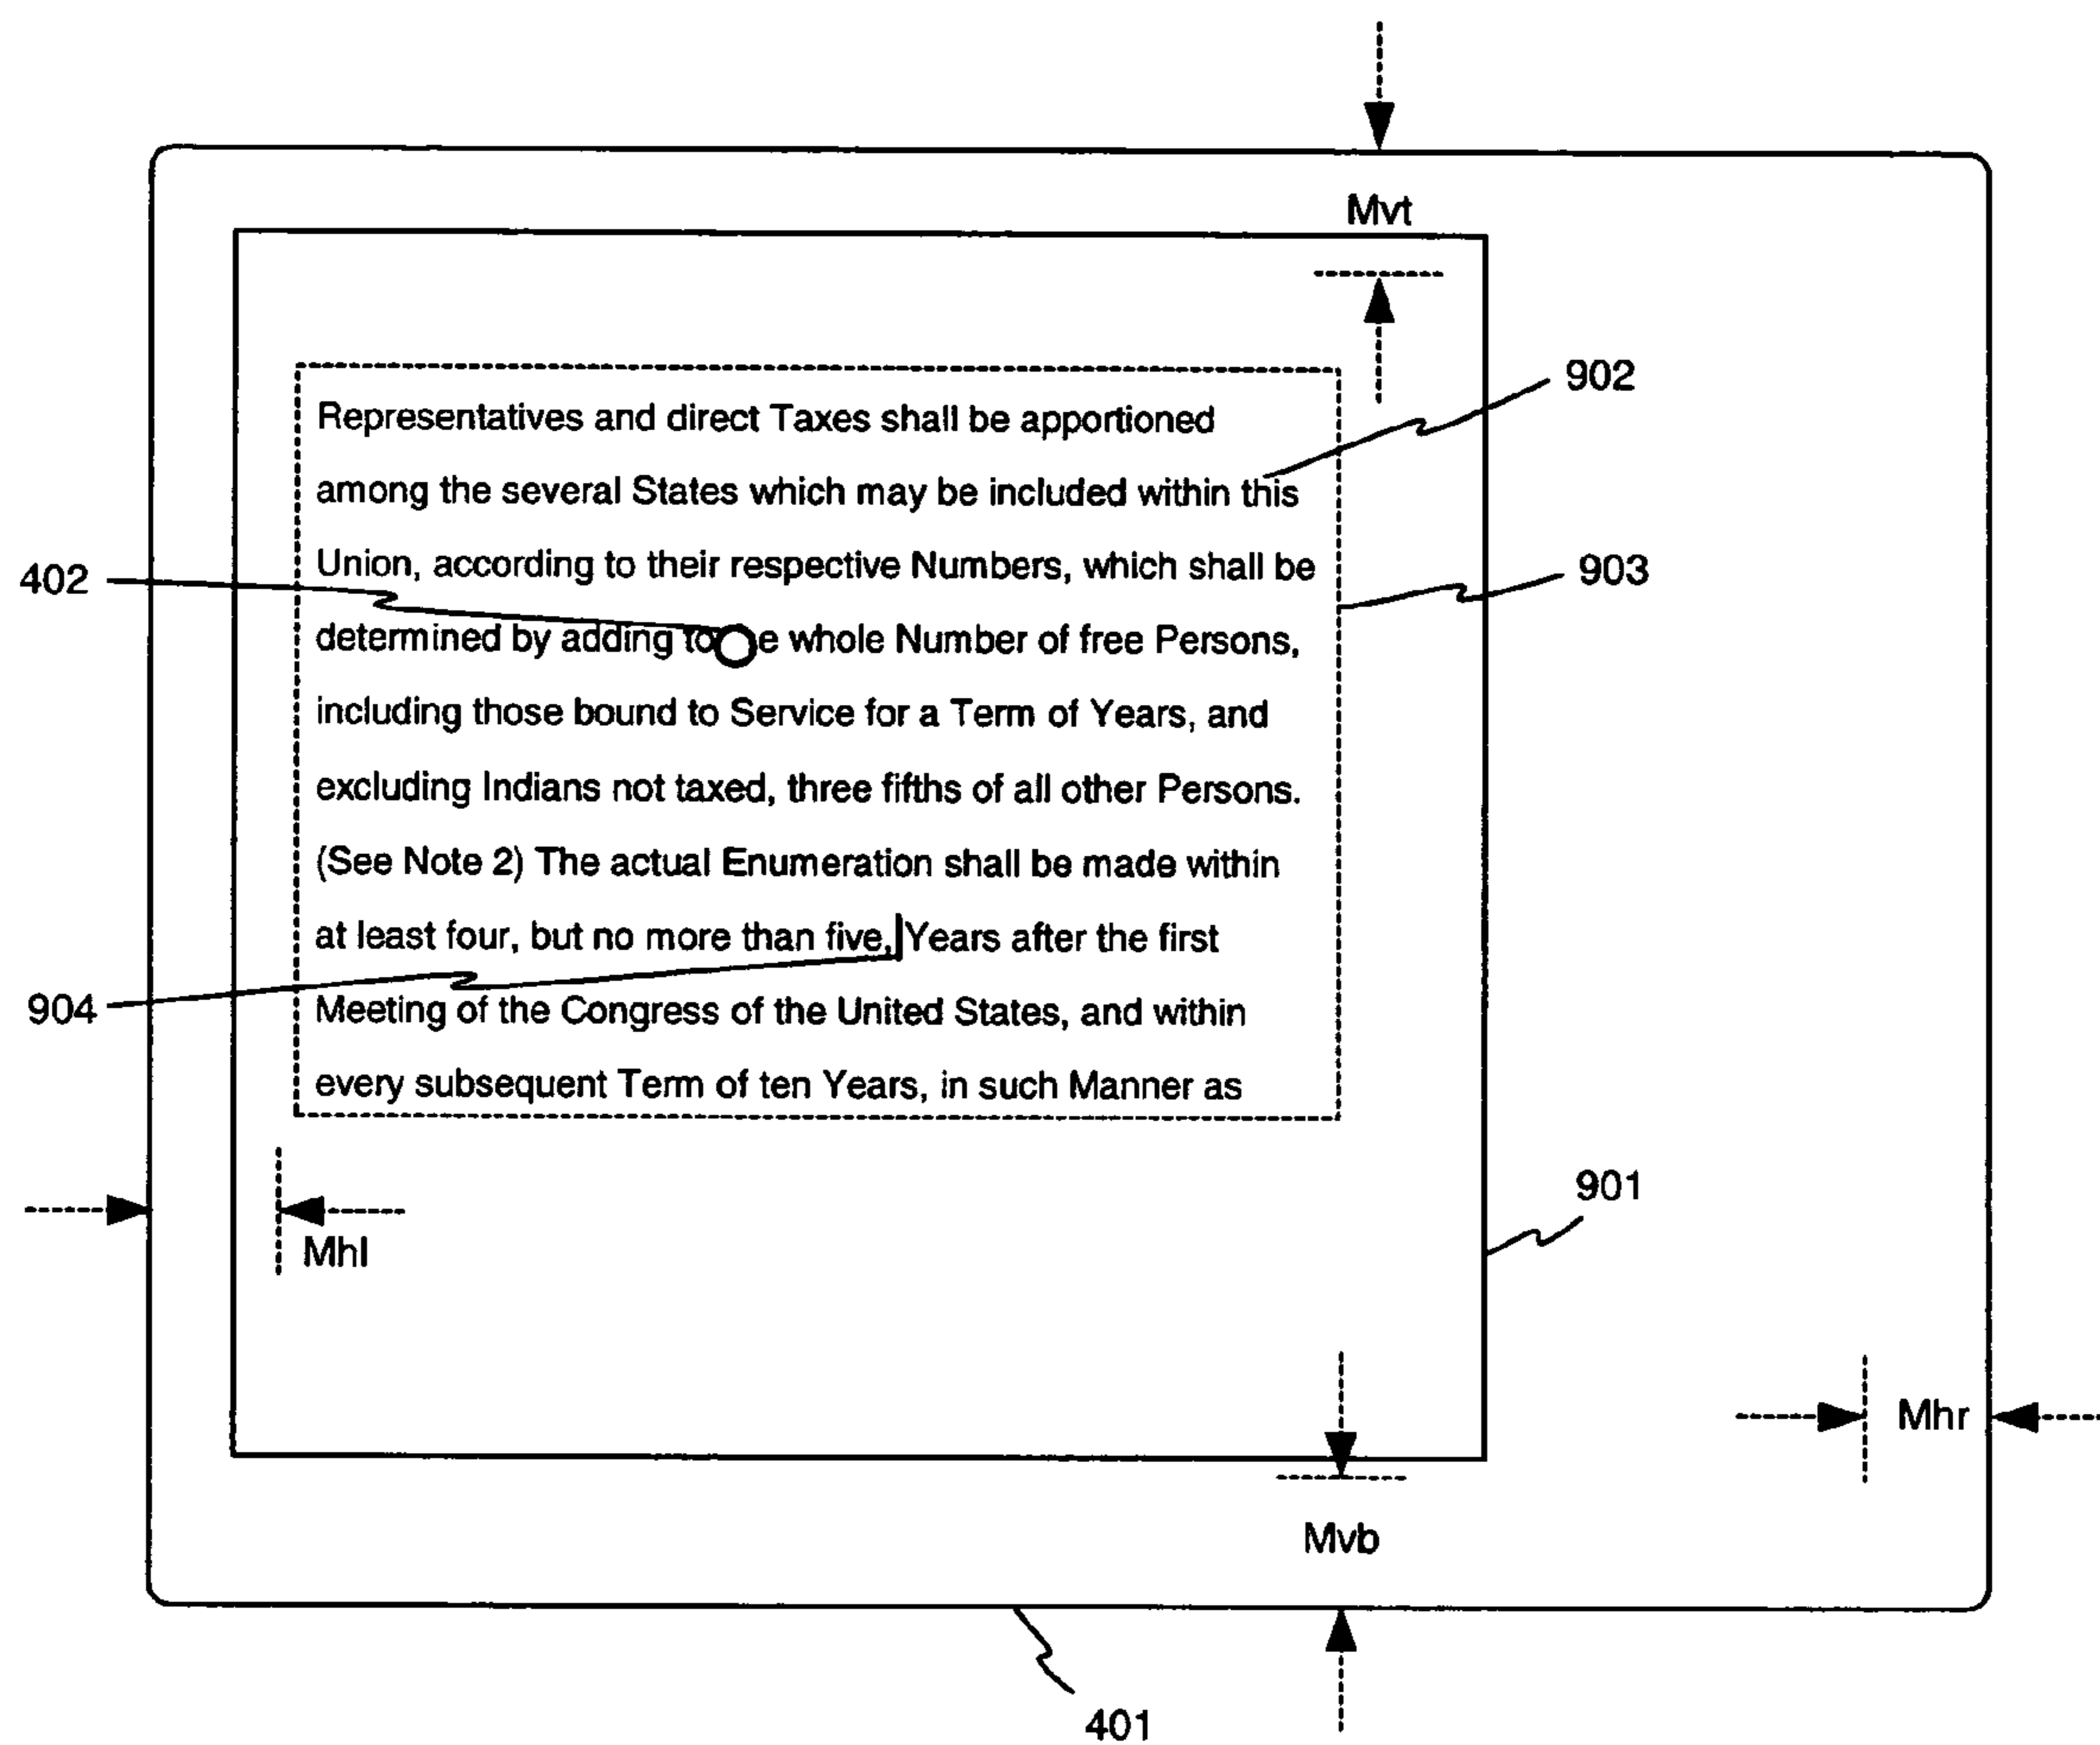 Mvt
902
Representatives and direct Taxes shall be apportioned
among the several States which may be included within this
Union, according to their respective Numbers, which shall be
402
903
determined by adding to e whole Number of free Persons,
including those bound to Service for a Term of Years, and
excluding Indians not taxed, three fifths of all other Persons.
(See Note 2) The actual Enumeration shall be made within
at least four, but no more than five, Years after the first
904
Meeting of the Congress of the United States, and within
every subsequent Term of ten Years, in such Manner as
901
Mhl
Mhr
Mvb
401